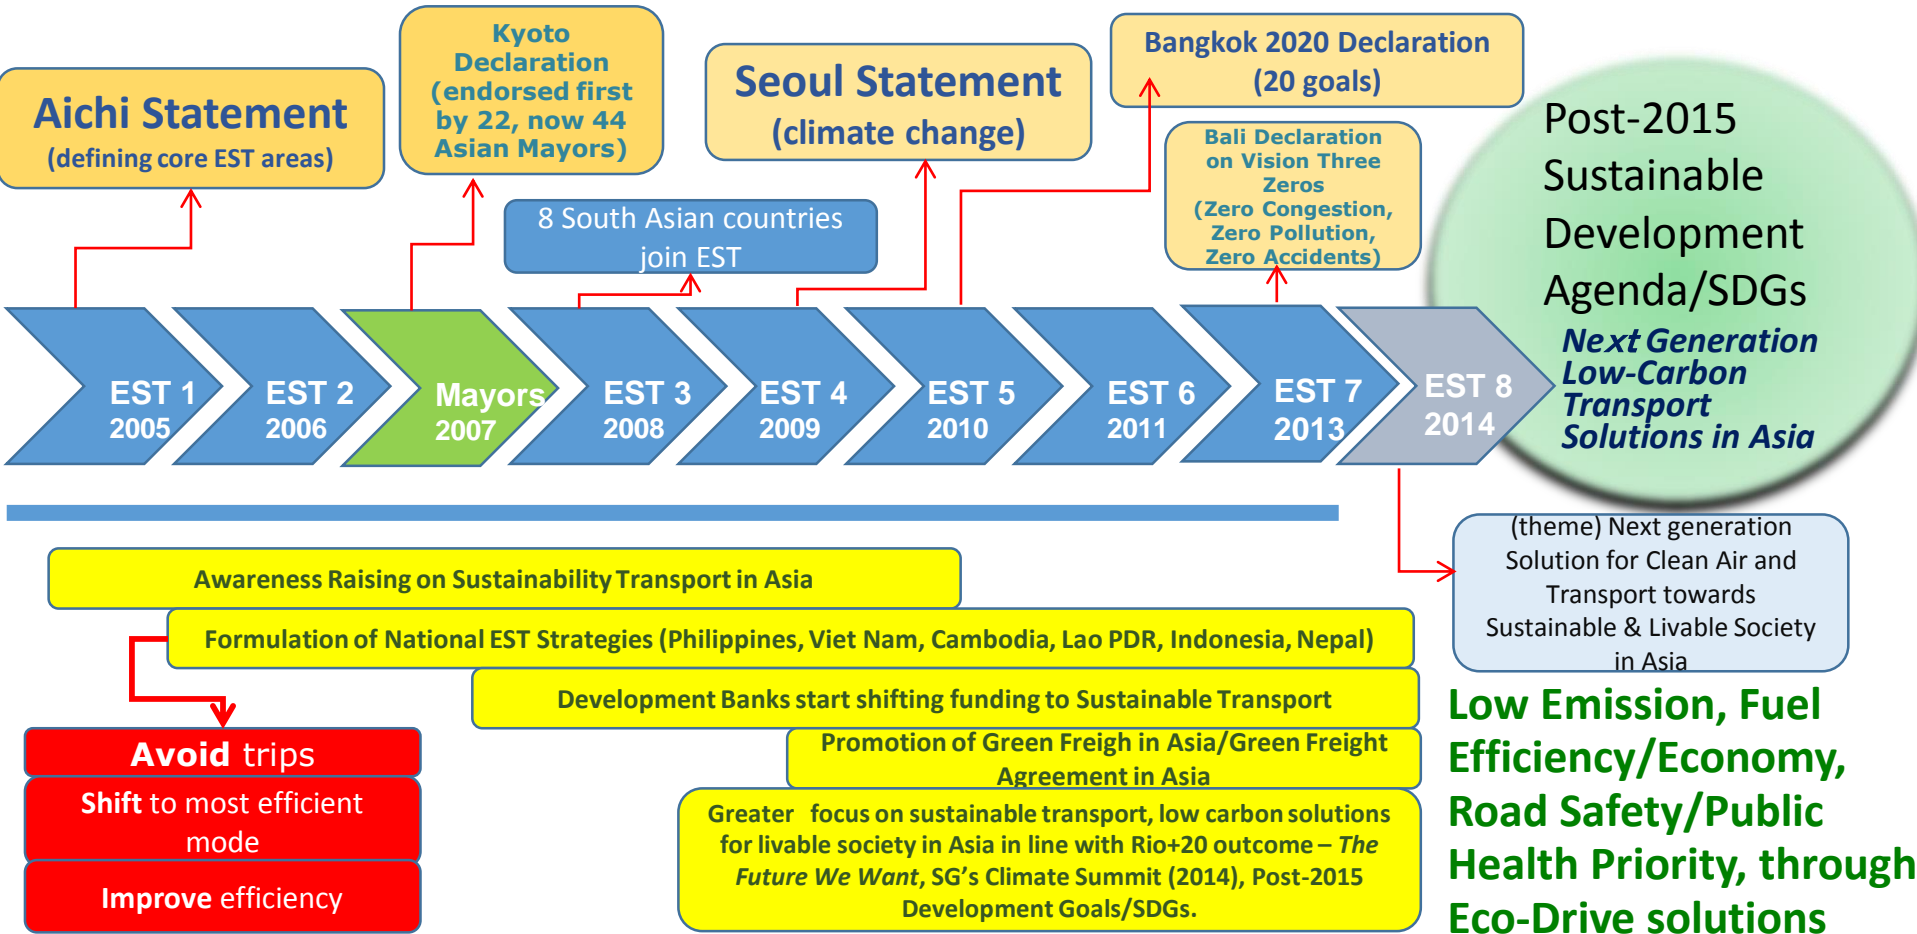 Aichi Statement
(defining core EST areas)
Kyoto
Declaration
(endorsed first
by 22, now 44
Asian Mayors)
8 South Asian countries
join EST
Seoul Statement
(climate change)
Bangkok 2020 Declaration
(20 goals)
Bali Declaration
on Vision Three
Zeros
(Zero Congestion,
Zero Pollution,
Zero Accidents)
Post-2015
Sustainable
Development
Agenda/SDGs
Next Generation
Low-Carbon
Transport
Solutions in Asia
EST 1
2005
EST 2
2006
Mayors
2007
EST 3
2008
EST 4
2009
EST 5
2010
EST 6
2011
EST 7
2013
EST 8
2014
(theme) Next generation
Solution for Clean Air and
Transport towards
Sustainable & Livable Society
in Asia
Awareness Raising on Sustainability Transport in Asia
Formulation of National EST Strategies (Philippines, Viet Nam, Cambodia, Lao PDR, Indonesia, Nepal)
Development Banks start shifting funding to Sustainable Transport
Promotion of Green Freigh in Asia/Green Freight
Agreement in Asia
Greater focus on sustainable transport, low carbon solutions
for livable society in Asia in line with Rio+20 outcome – The
Future We Want, SG's Climate Summit (2014), Post-2015
Development Goals/SDGs.
Avoid trips
Shift to most efficient
mode
Improve efficiency
Low Emission, Fuel
Efficiency/Economy,
Road Safety/Public
Health Priority, through
Eco-Drive solutions